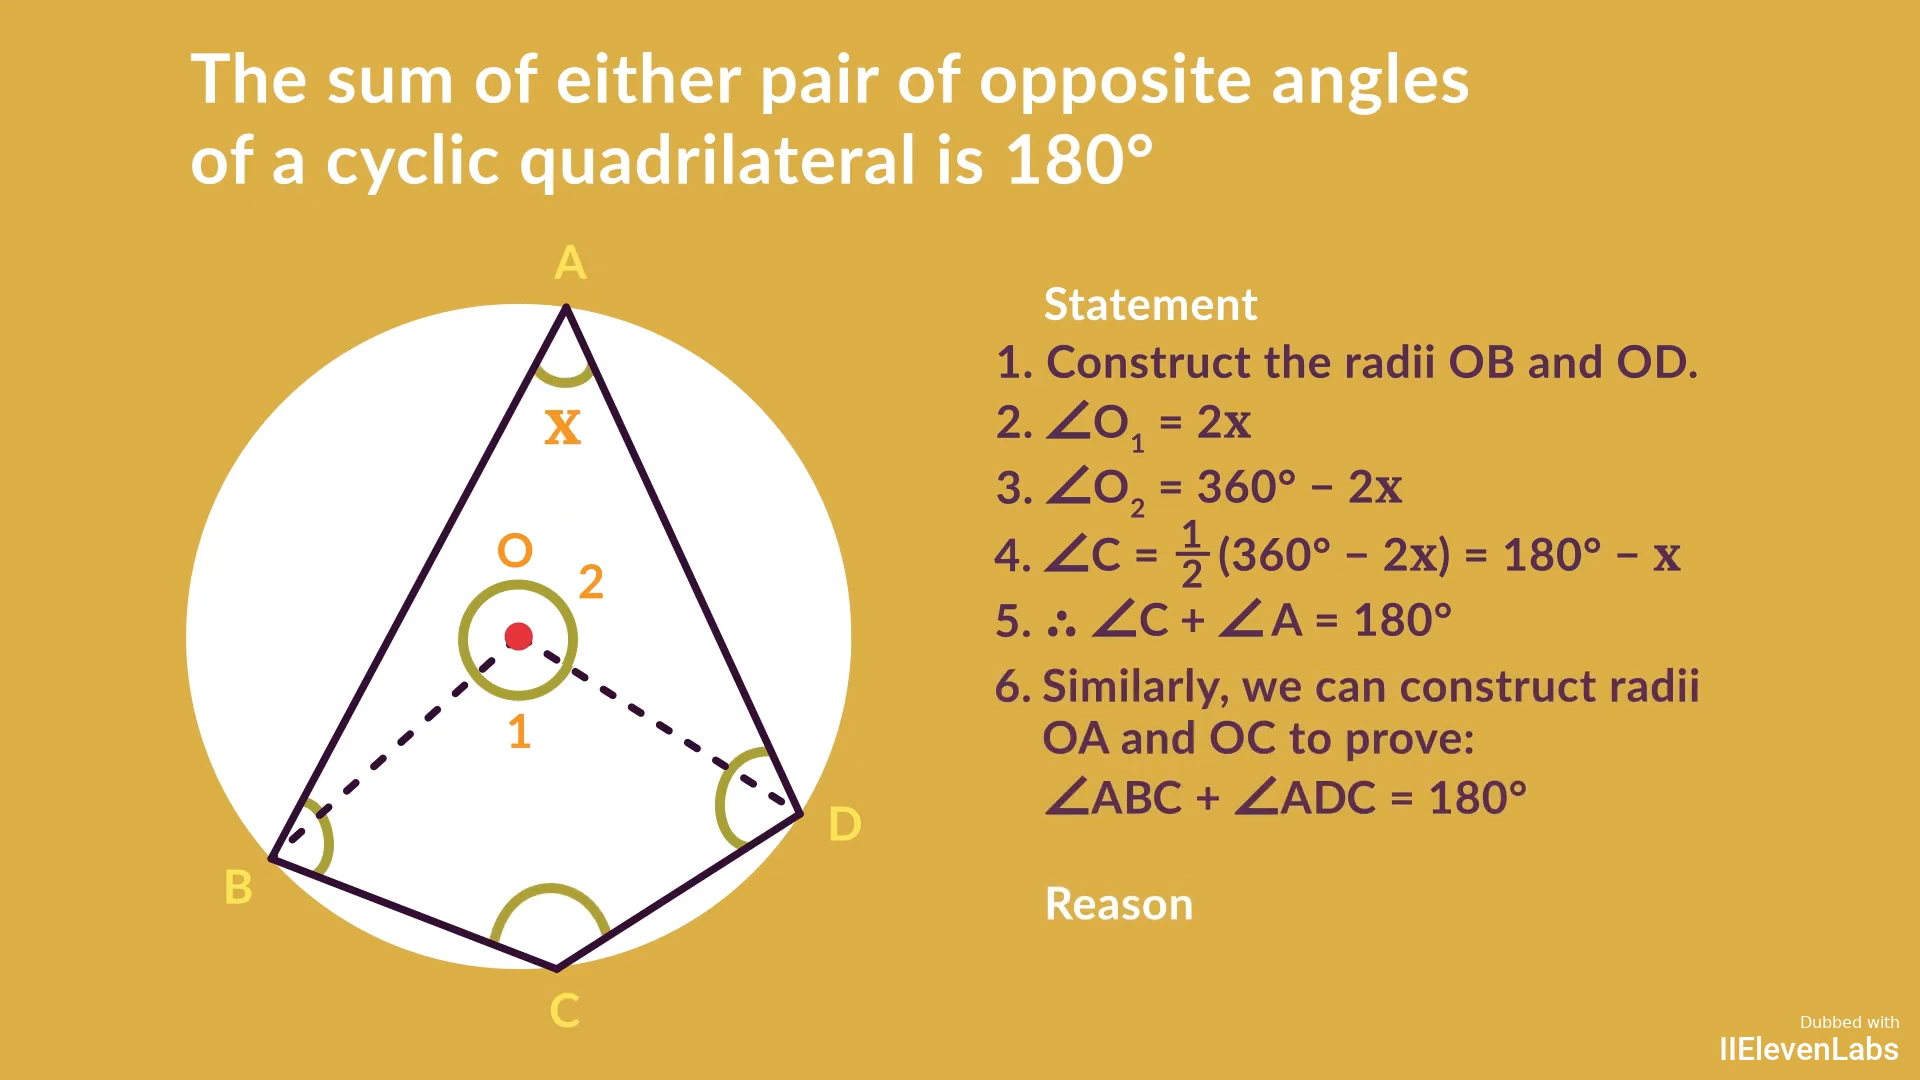 The sum of either pair of opposite angles
of a cyclic quadrilateral is 180°
A
x
O
2
1
B
D
C
Statement
1. Construct the radii OB and OD.
2. ∠O₁ = 2x
3. ∠O₂ = 360° − 2x
4. ∠C = 1/2 (360° − 2x) = 180° − x
5. ∴ ∠C + ∠A = 180°
6. Similarly, we can construct radii
OA and OC to prove:
∠ABC + ∠ADC = 180°
Reason
Dubbed with
IIElevenLabs